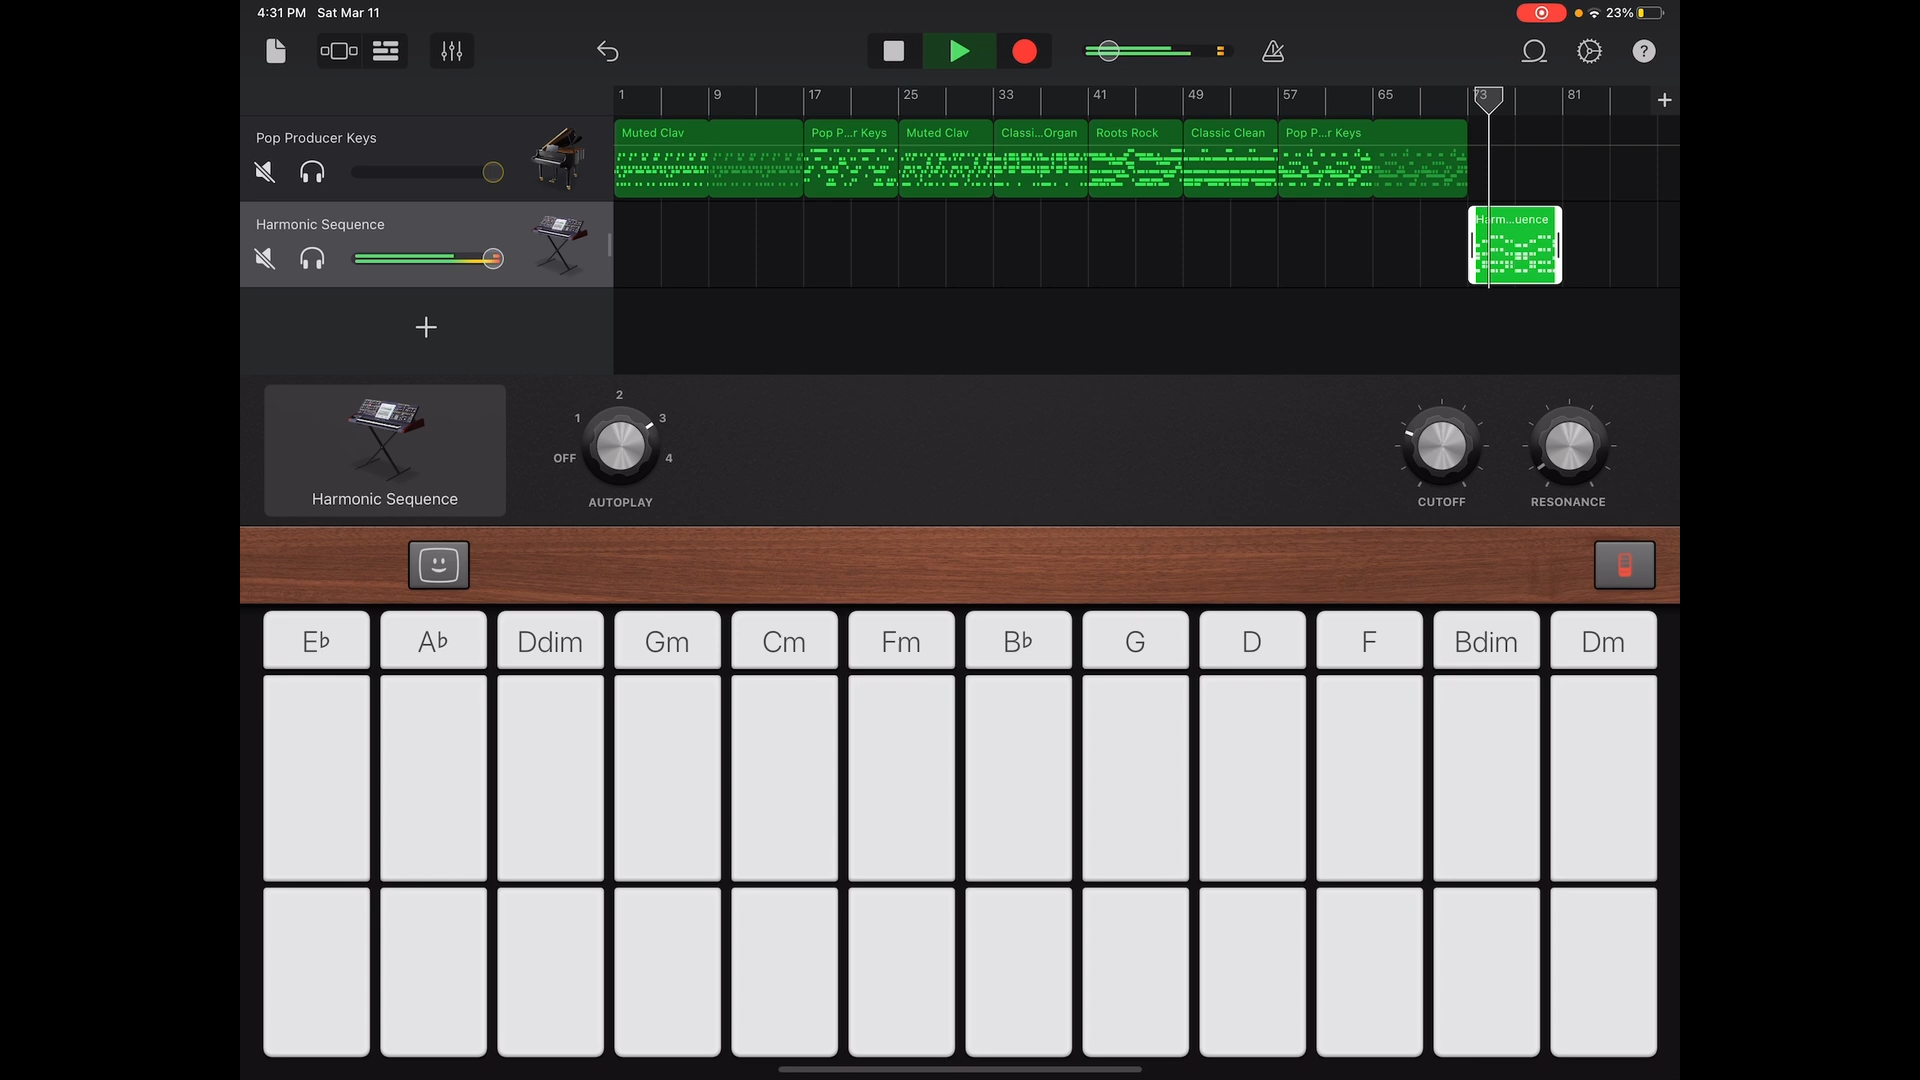 4:31 PM Sat Mar 11
23%
?
1 9 17 25 33 41 49 57 65 73 81
Pop Producer Keys
Muted Clav Pop P...r Keys Muted Clav Classi...Organ Roots Rock Classic Clean Pop P...r Keys
Harmonic Sequence
Harm...uence
2
1 3
OFF 4
Harmonic Sequence
AUTOPLAY
CUTOFF RESONANCE
E♭ A♭ Ddim Gm Cm Fm B♭ G D F Bdim Dm